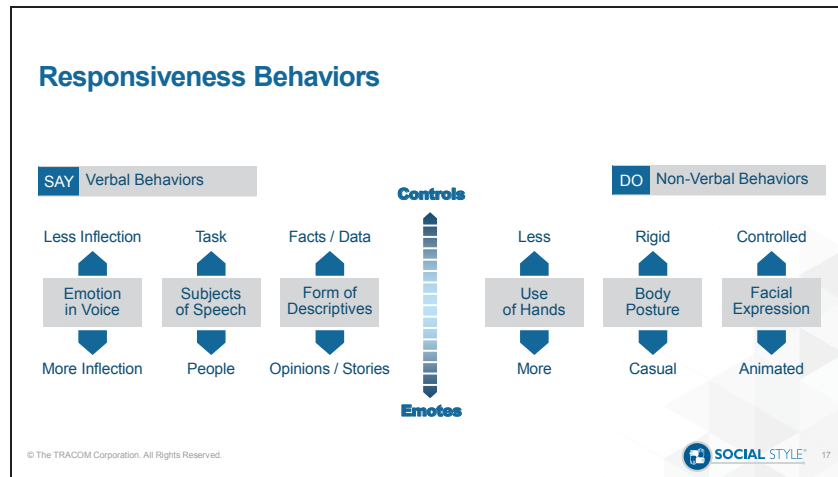 Responsiveness Behaviors
SAY Verbal Behaviors
DO Non-Verbal Behaviors
Controls
Less Inflection
Task
Facts / Data
Less
Rigid
Controlled
Emotion
in Voice
Subjects
of Speech
Form of
Descriptives
Use
of Hands
Body
Posture
Facial
Expression
More Inflection
People
Opinions / Stories
More
Casual
Animated
Emotes
© The TRACOM Corporation. All Rights Reserved.
SOCIAL STYLE
17